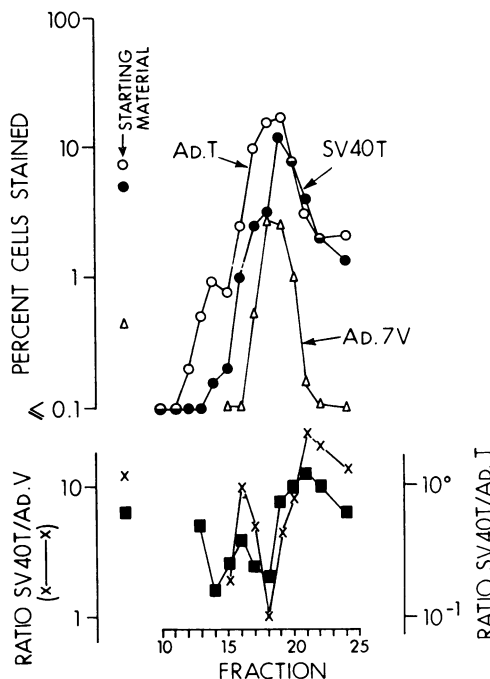 100
10
1
⩽ 0.1
PERCENT CELLS STAINED
STARTING
MATERIAL
AD.T
SV40T
AD.7V
10
1
RATIO SV40T/AD.V
(x——x)
10°
10⁻¹
RATIO SV40T/AD.T
10 11 15 20 25
FRACTION